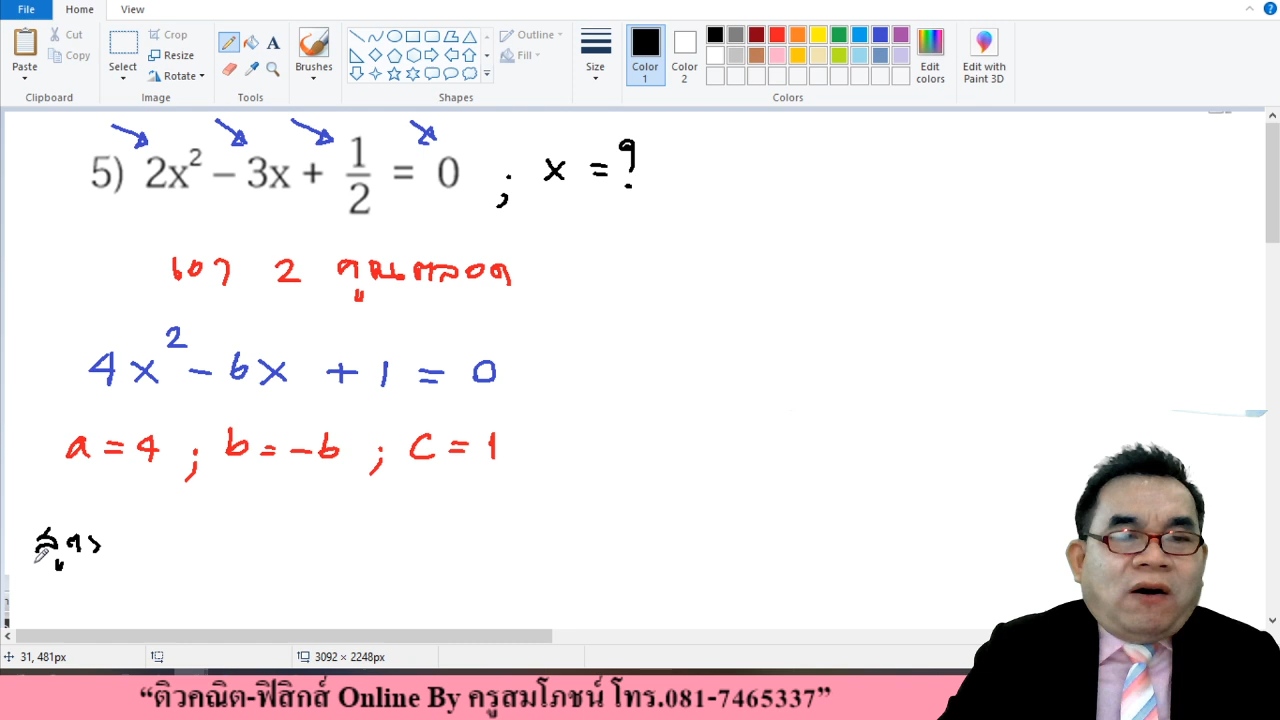 File Home View
Paste Cut Copy Clipboard
Select Crop Resize Rotate Image
A Tools
Brushes
Outline Fill Shapes
Size
Color 1 Color 2 Edit colors Colors
Edit with Paint 3D
5) 2x² − 3x + 1/2 = 0 ; x = ?
เอา 2 คูณตลอด
4x² − 6x + 1 = 0
a = 4 ; b = −6 ; c = 1
สูตร
31, 481px 3092 × 2248px
“ติวคณิต-ฟิสิกส์ Online By ครูสมโภชน์ โทร.081-7465337”